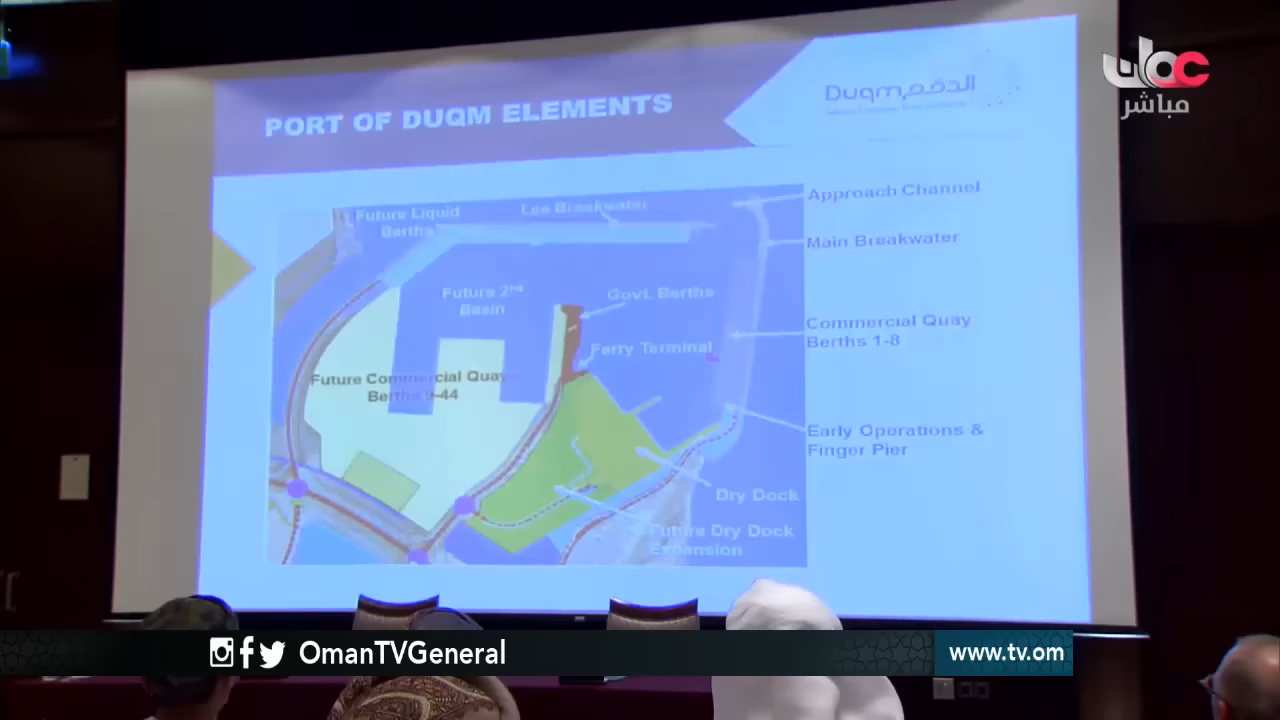 PORT OF DUQM ELEMENTS
Duqm الدقم
عمان
مباشر
Future Liquid
Berths
Lee Breakwater
Approach Channel
Main Breakwater
Future 2nd
Basin
Govt. Berths
Ferry Terminal
Commercial Quay
Berths 1-8
Future Commercial Quay
Berths 9-44
Early Operations &
Finger Pier
Dry Dock
Future Dry Dock
Expansion
OmanTVGeneral
www.tv.om